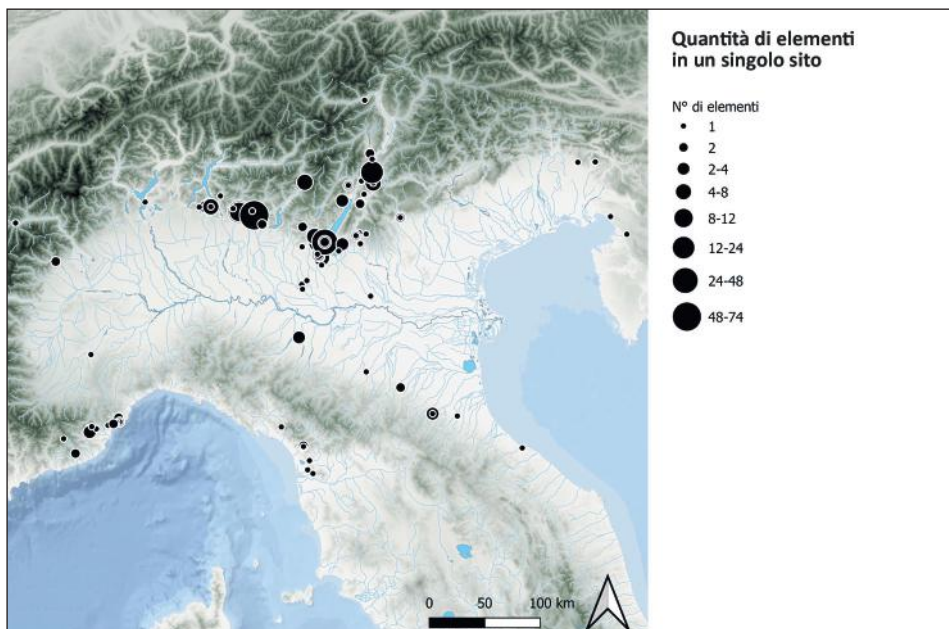 Quantità di elementi
in un singolo sito
N° di elementi
1
2
2-4
4-8
8-12
12-24
24-48
48-74
0 50 100 km